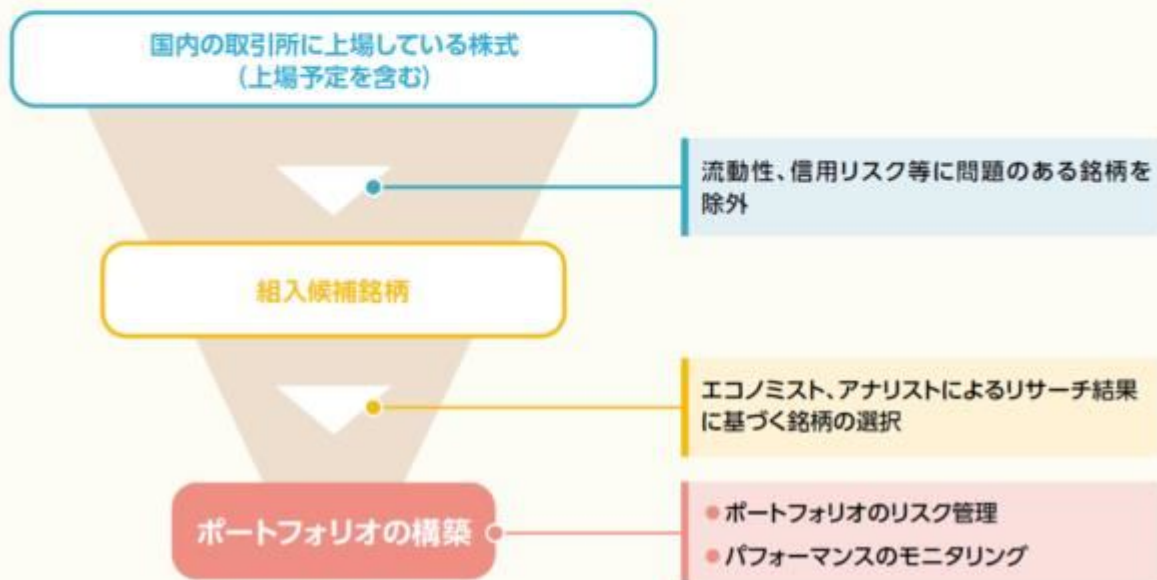 国内の取引所に上場している株式
(上場予定を含む)
流動性、信用リスク等に問題のある銘柄を
除外
組入候補銘柄
エコノミスト、アナリストによるリサーチ結果
に基づく銘柄の選択
ポートフォリオの構築
●ポートフォリオのリスク管理
●パフォーマンスのモニタリング